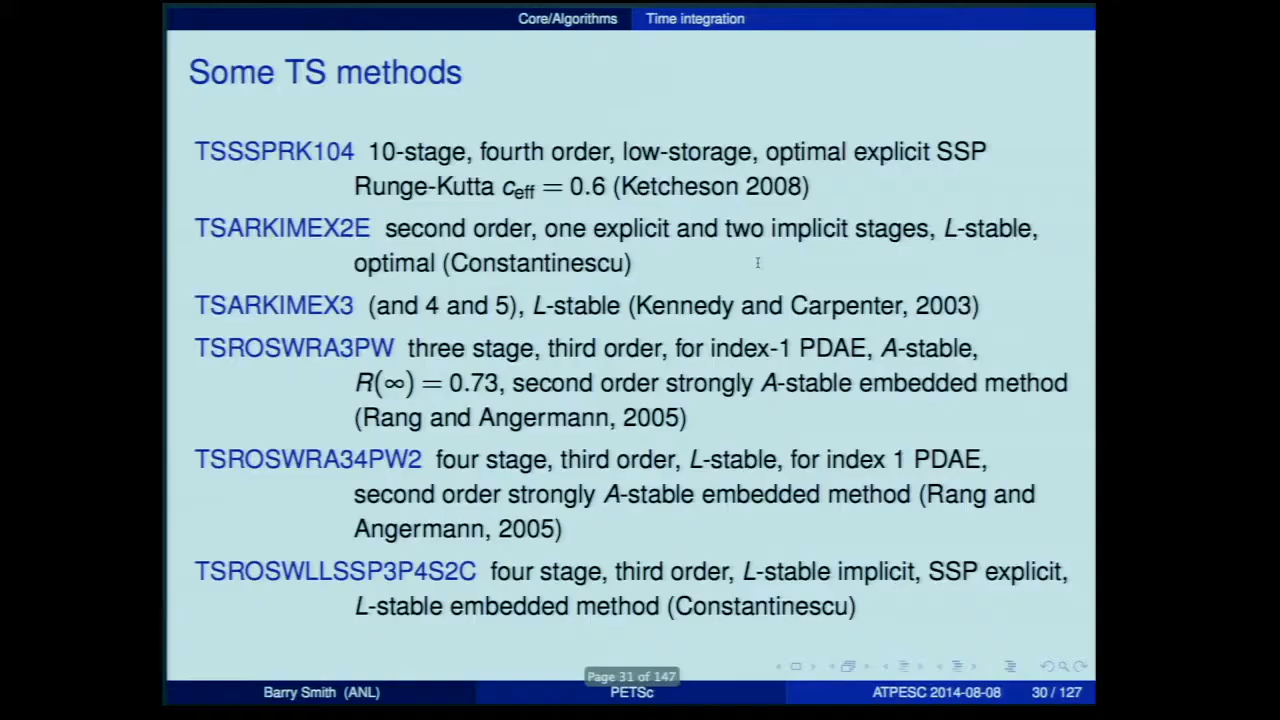 Core/Algorithms Time integration
Some TS methods
TSSSPRK104 10-stage, fourth order, low-storage, optimal explicit SSP
Runge-Kutta c_eff = 0.6 (Ketcheson 2008)
TSARKIMEX2E second order, one explicit and two implicit stages, L-stable,
optimal (Constantinescu)
TSARKIMEX3 (and 4 and 5), L-stable (Kennedy and Carpenter, 2003)
TSROSWRA3PW three stage, third order, for index-1 PDAE, A-stable,
R(∞) = 0.73, second order strongly A-stable embedded method
(Rang and Angermann, 2005)
TSROSWRA34PW2 four stage, third order, L-stable, for index 1 PDAE,
second order strongly A-stable embedded method (Rang and
Angermann, 2005)
TSROSWLLSSP3P4S2C four stage, third order, L-stable implicit, SSP explicit,
L-stable embedded method (Constantinescu)
Page 31 of 147
Barry Smith (ANL) PETSc ATPESC 2014-08-08 30 / 127